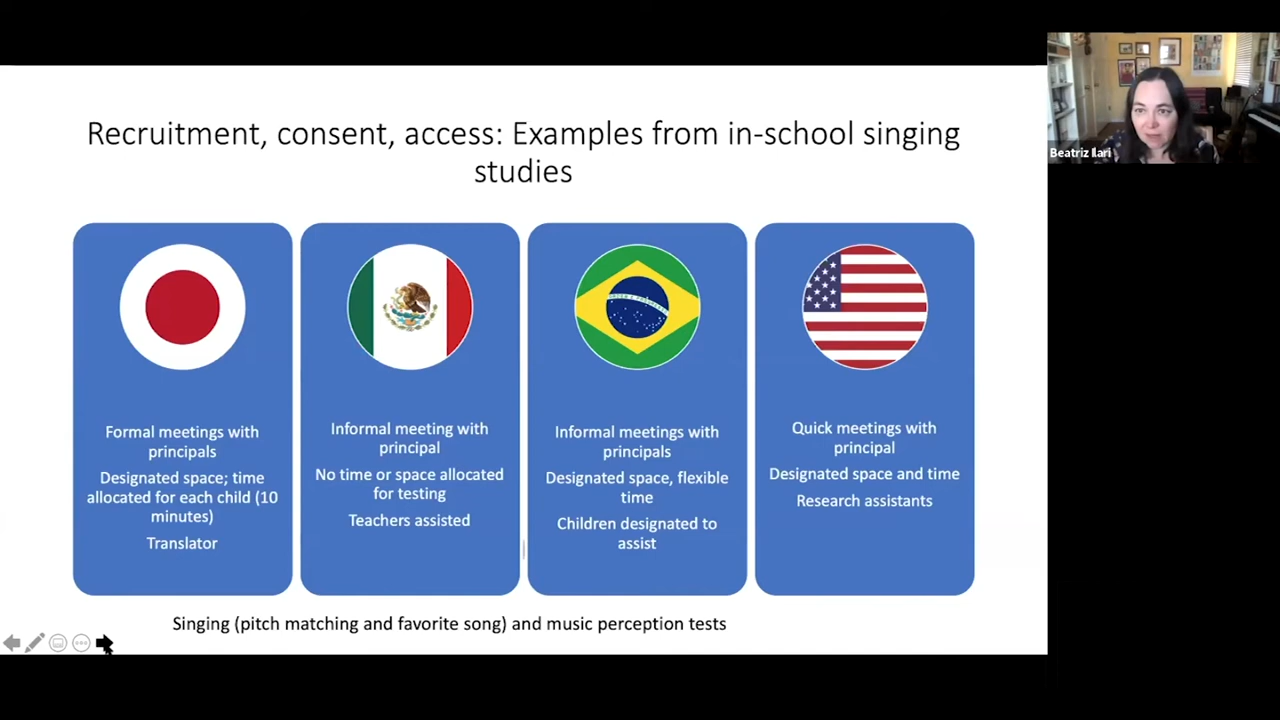 Recruitment, consent, access: Examples from in-school singing
studies
Beatriz Ilari
Formal meetings with
principals
Designated space; time
allocated for each child (10
minutes)
Translator
Informal meeting with
principal
No time or space allocated
for testing
Teachers assisted
Informal meetings with
principals
Designated space, flexible
time
Children designated to
assist
Quick meetings with
principal
Designated space and time
Research assistants
Singing (pitch matching and favorite song) and music perception tests